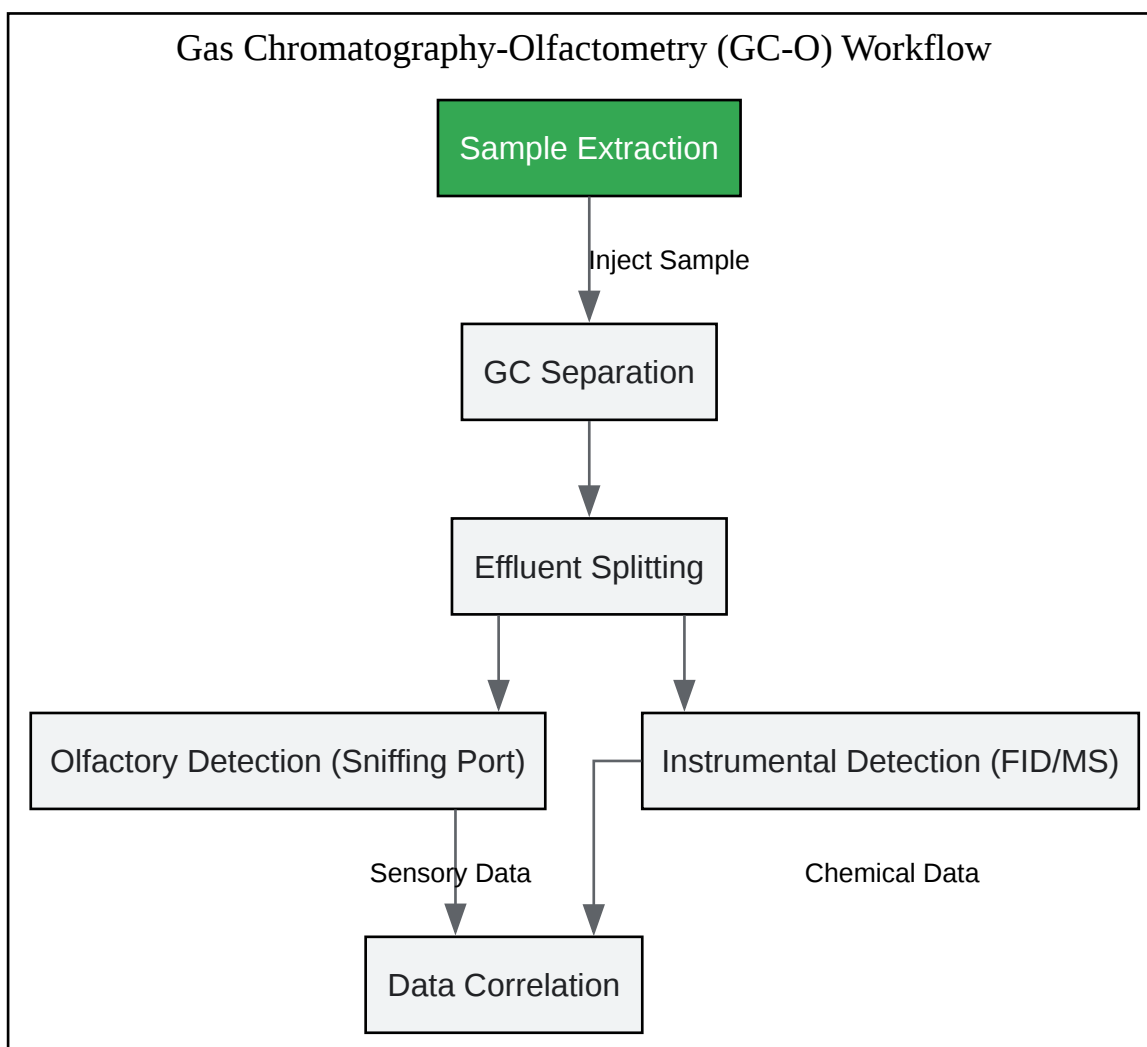 Gas Chromatography-Olfactometry (GC-O) Workflow
Sample Extraction
Inject Sample
GC Separation
Effluent Splitting
Olfactory Detection (Sniffing Port)
Instrumental Detection (FID/MS)
Sensory Data
Chemical Data
Data Correlation